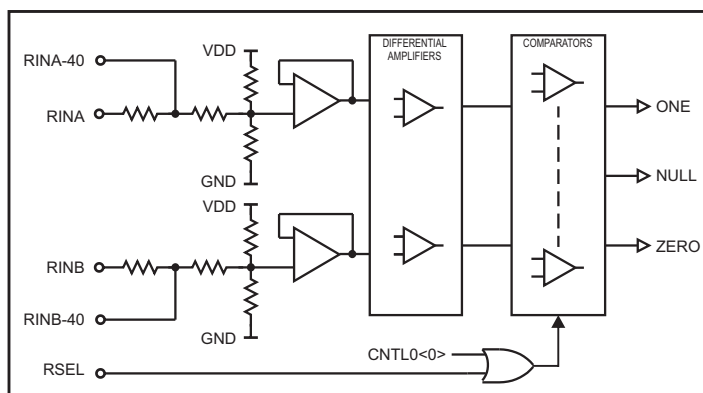 DIFFERENTIAL
AMPLIFIERS
COMPARATORS
VDD
RINA-40
RINA
GND
ONE
NULL
VDD
RINB
ZERO
RINB-40
GND
CNTL0<0>
RSEL